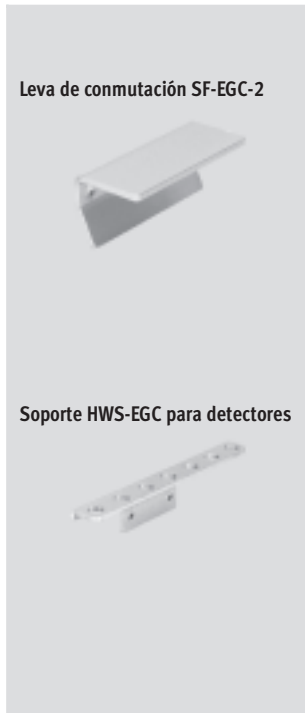 Leva de conmutación SF-EGC-2
Soporte HWS-EGC para detectores